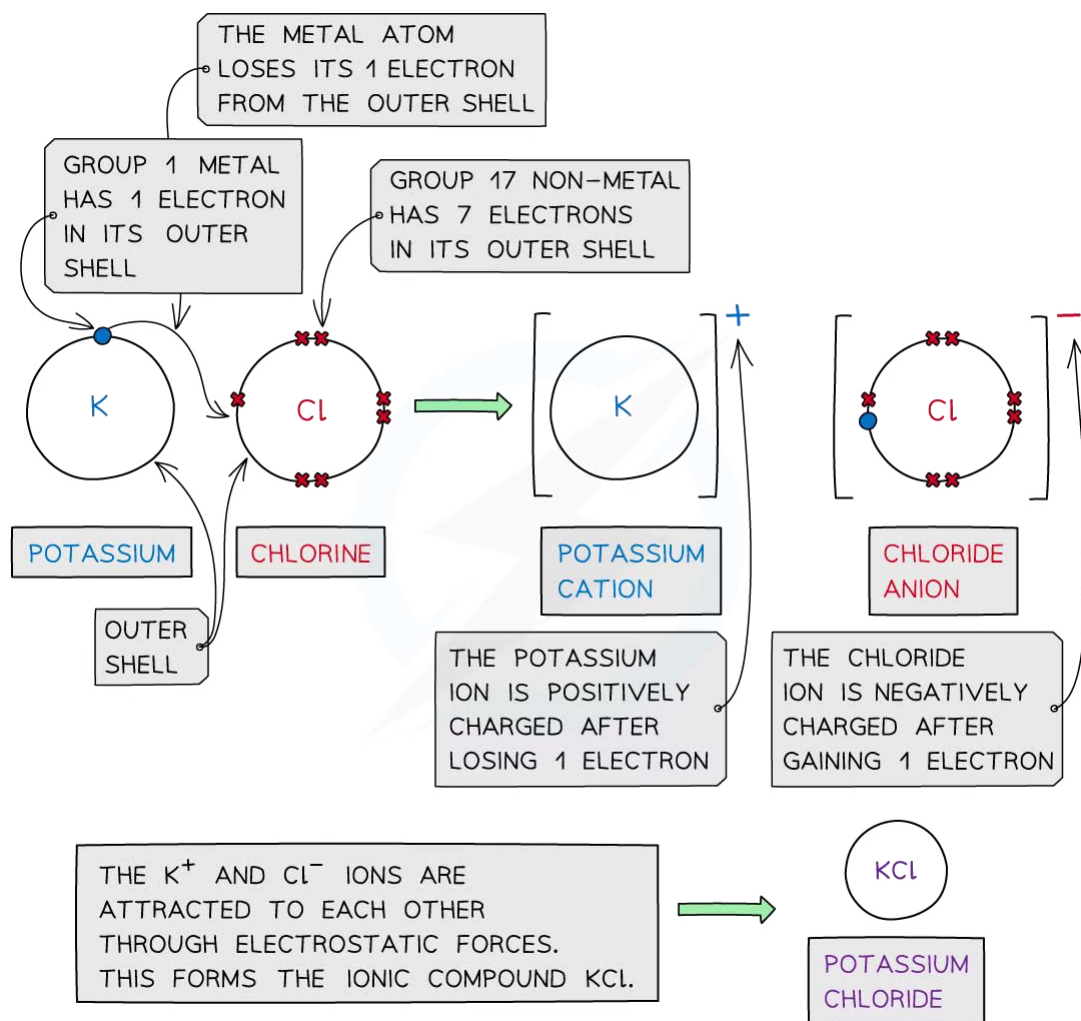 THE METAL ATOM
LOSES ITS 1 ELECTRON
FROM THE OUTER SHELL
GROUP 1 METAL
HAS 1 ELECTRON
IN ITS OUTER
SHELL
GROUP 17 NON-METAL
HAS 7 ELECTRONS
IN ITS OUTER SHELL
K
Cl
K
+
Cl
−
POTASSIUM
CHLORINE
POTASSIUM
CATION
CHLORIDE
ANION
OUTER
SHELL
THE POTASSIUM
ION IS POSITIVELY
CHARGED AFTER
LOSING 1 ELECTRON
THE CHLORIDE
ION IS NEGATIVELY
CHARGED AFTER
GAINING 1 ELECTRON
THE K⁺ AND Cl⁻ IONS ARE
ATTRACTED TO EACH OTHER
THROUGH ELECTROSTATIC FORCES.
THIS FORMS THE IONIC COMPOUND KCl.
KCl
POTASSIUM
CHLORIDE